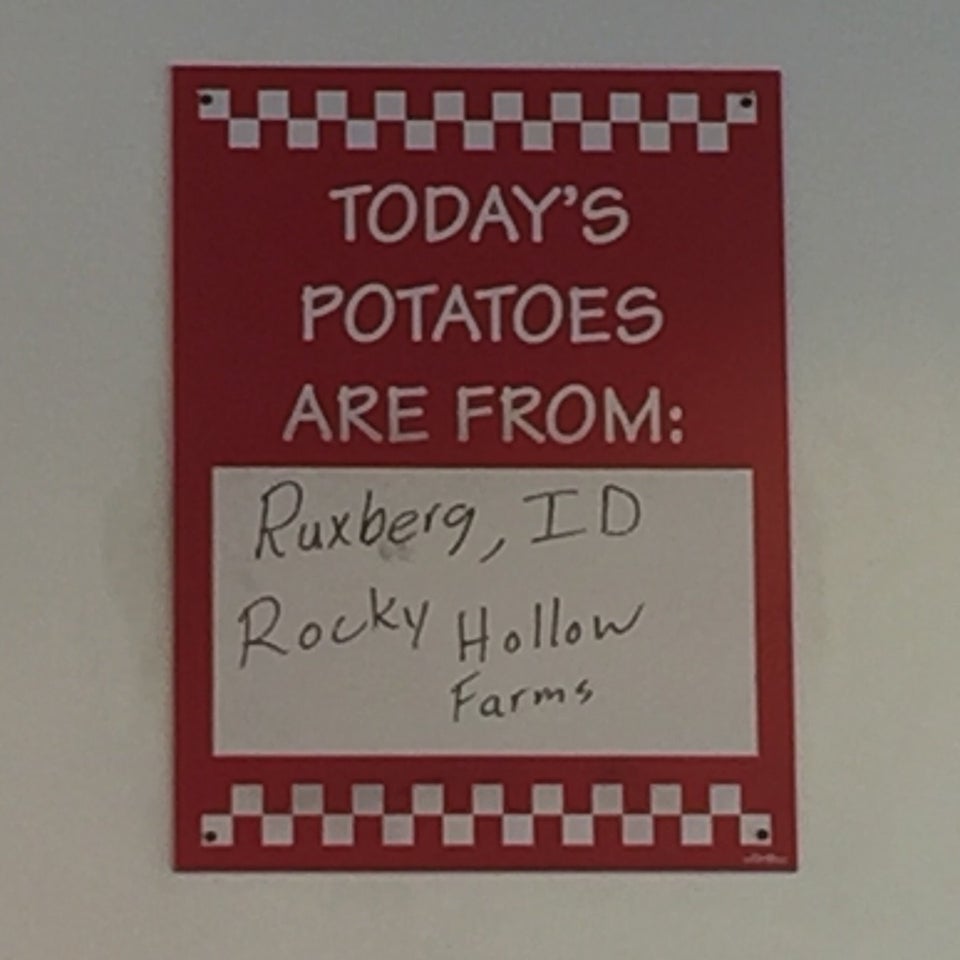 TODAY'S
POTATOES
ARE FROM:
Ruxberg, ID
Rocky Hollow
Farms